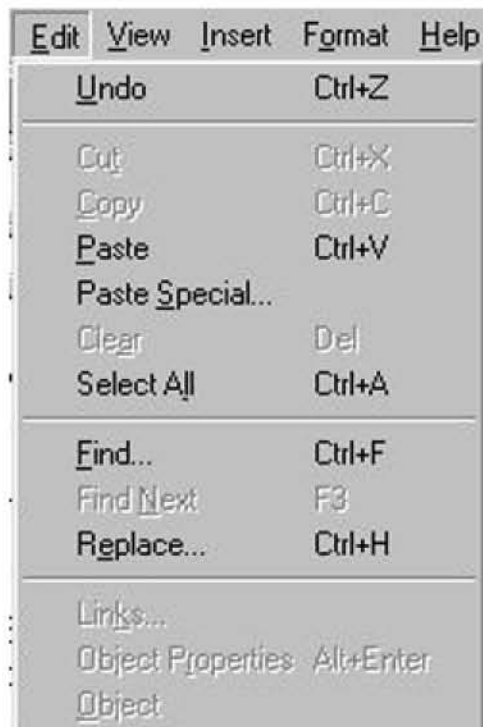 Edit View Insert Format Help
Undo Ctrl+Z
Cut Ctrl+X
Copy Ctrl+C
Paste Ctrl+V
Paste Special...
Clear Del
Select All Ctrl+A
Find... Ctrl+F
Find Next F3
Replace... Ctrl+H
Links...
Object Properties Alt+Enter
Object